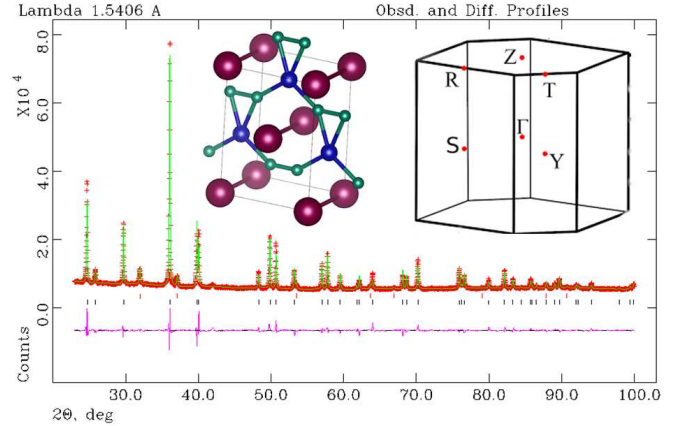 Lambda 1.5406 A
Obsd. and Diff. Profiles
X10 4
8.0
6.0
4.0
2.0
0.0
Counts
Z
R
T
Γ
S
Y
30.0 40.0 50.0 60.0 70.0 80.0 90.0 100.0
2Θ, deg